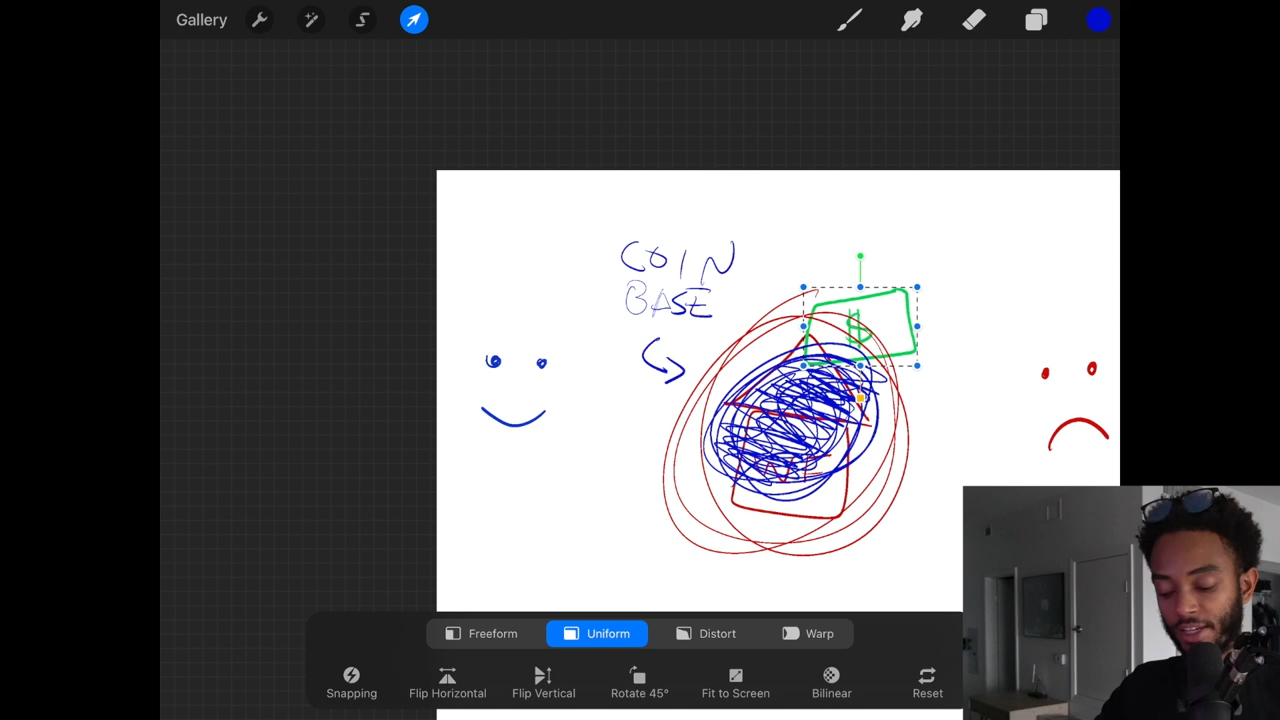 Gallery
COIN
BASE
$
Freeform
Uniform
Distort
Warp
Snapping
Flip Horizontal
Flip Vertical
Rotate 45°
Fit to Screen
Bilinear
Reset